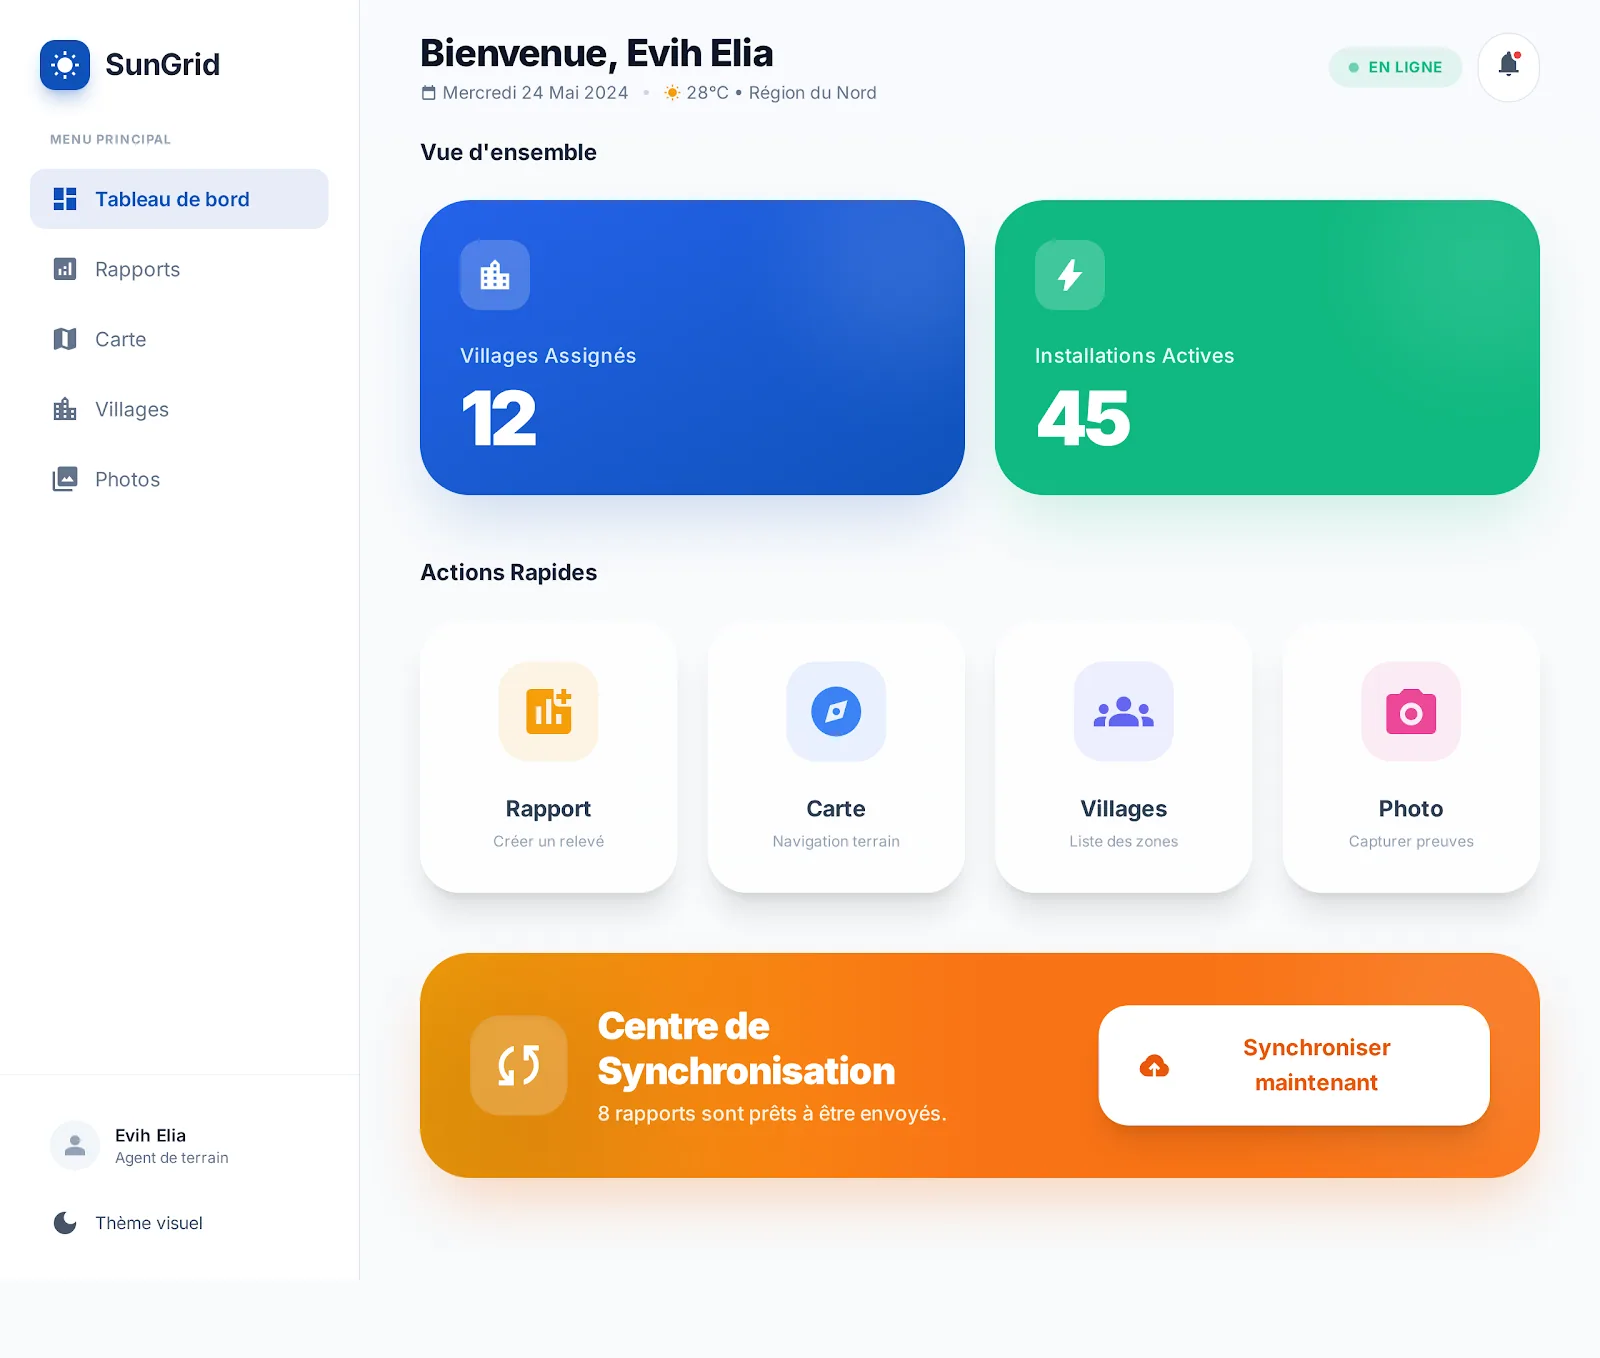 SunGrid
MENU PRINCIPAL
Tableau de bord
Rapports
Carte
Villages
Photos
Evih Elia
Agent de terrain
Thème visuel
Bienvenue, Evih Elia
Mercredi 24 Mai 2024 • 28°C • Région du Nord
EN LIGNE
Vue d'ensemble
Villages Assignés
12
Installations Actives
45
Actions Rapides
Rapport
Créer un relevé
Carte
Navigation terrain
Villages
Liste des zones
Photo
Capturer preuves
Centre de
Synchronisation
8 rapports sont prêts à être envoyés.
Synchroniser
maintenant